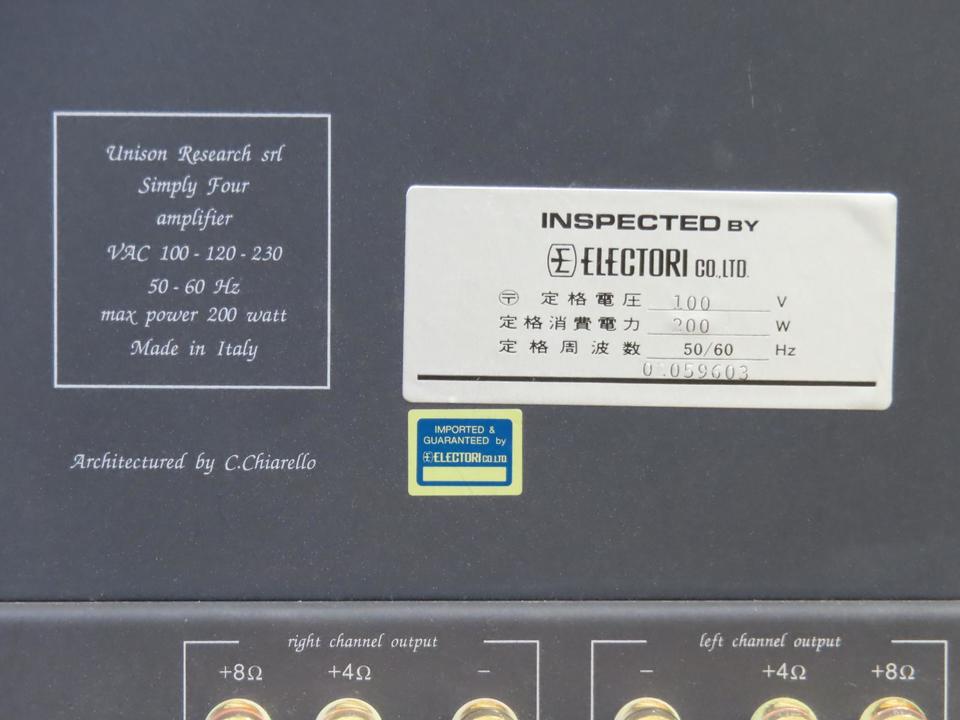 Unison Research srl
Simply Four
amplifier
VAC 100 - 120 - 230
50 - 60 Hz
max power 200 watt
Made in Italy
Architectured by C.Chiarello
INSPECTED BY
ELECTORI CO.,LTD.
〶 定格電圧 100 V
定格消費電力 200 W
定格周波数 50/60 Hz
IMPORTED &
GUARANTEED by
ELECTORI CO.LTD.
right channel output
+8Ω +4Ω −
left channel output
− +4Ω +8Ω